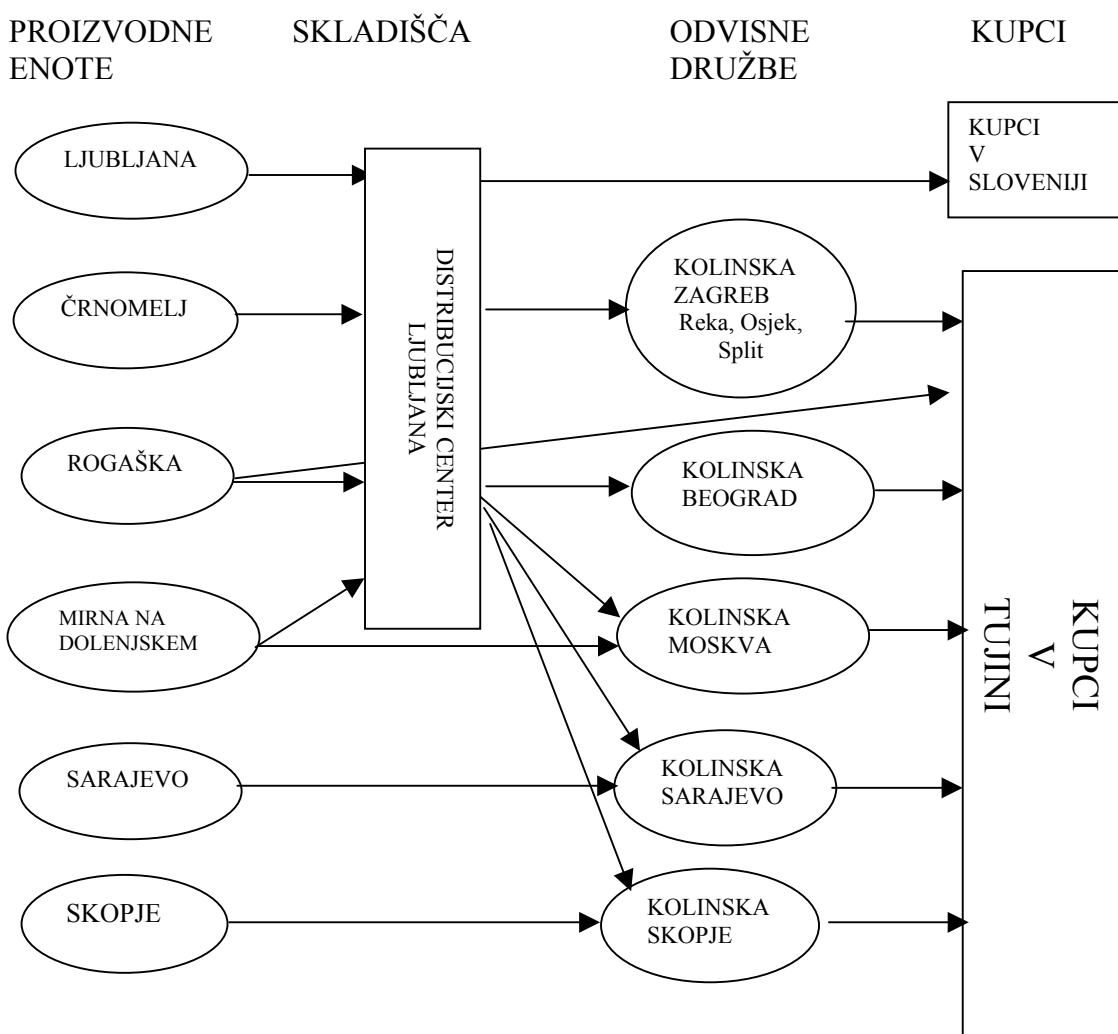 PROIZVODNE
ENOTE
SKLADIŠČA
ODVISNE
DRUŽBE
KUPCI
LJUBLJANA
ČRNOMELJ
ROGAŠKA
MIRNA NA
DOLENJSKEM
SARAJEVO
SKOPJE
DISTRIBUCIJSKI CENTER
LJUBLJANA
KOLINSKA
ZAGREB
Reka, Osjek,
Split
KOLINSKA
BEOGRAD
KOLINSKA
MOSKVA
KOLINSKA
SARAJEVO
KOLINSKA
SKOPJE
KUPCI
V
SLOVENIJI
KUPCI
V
TUJINI